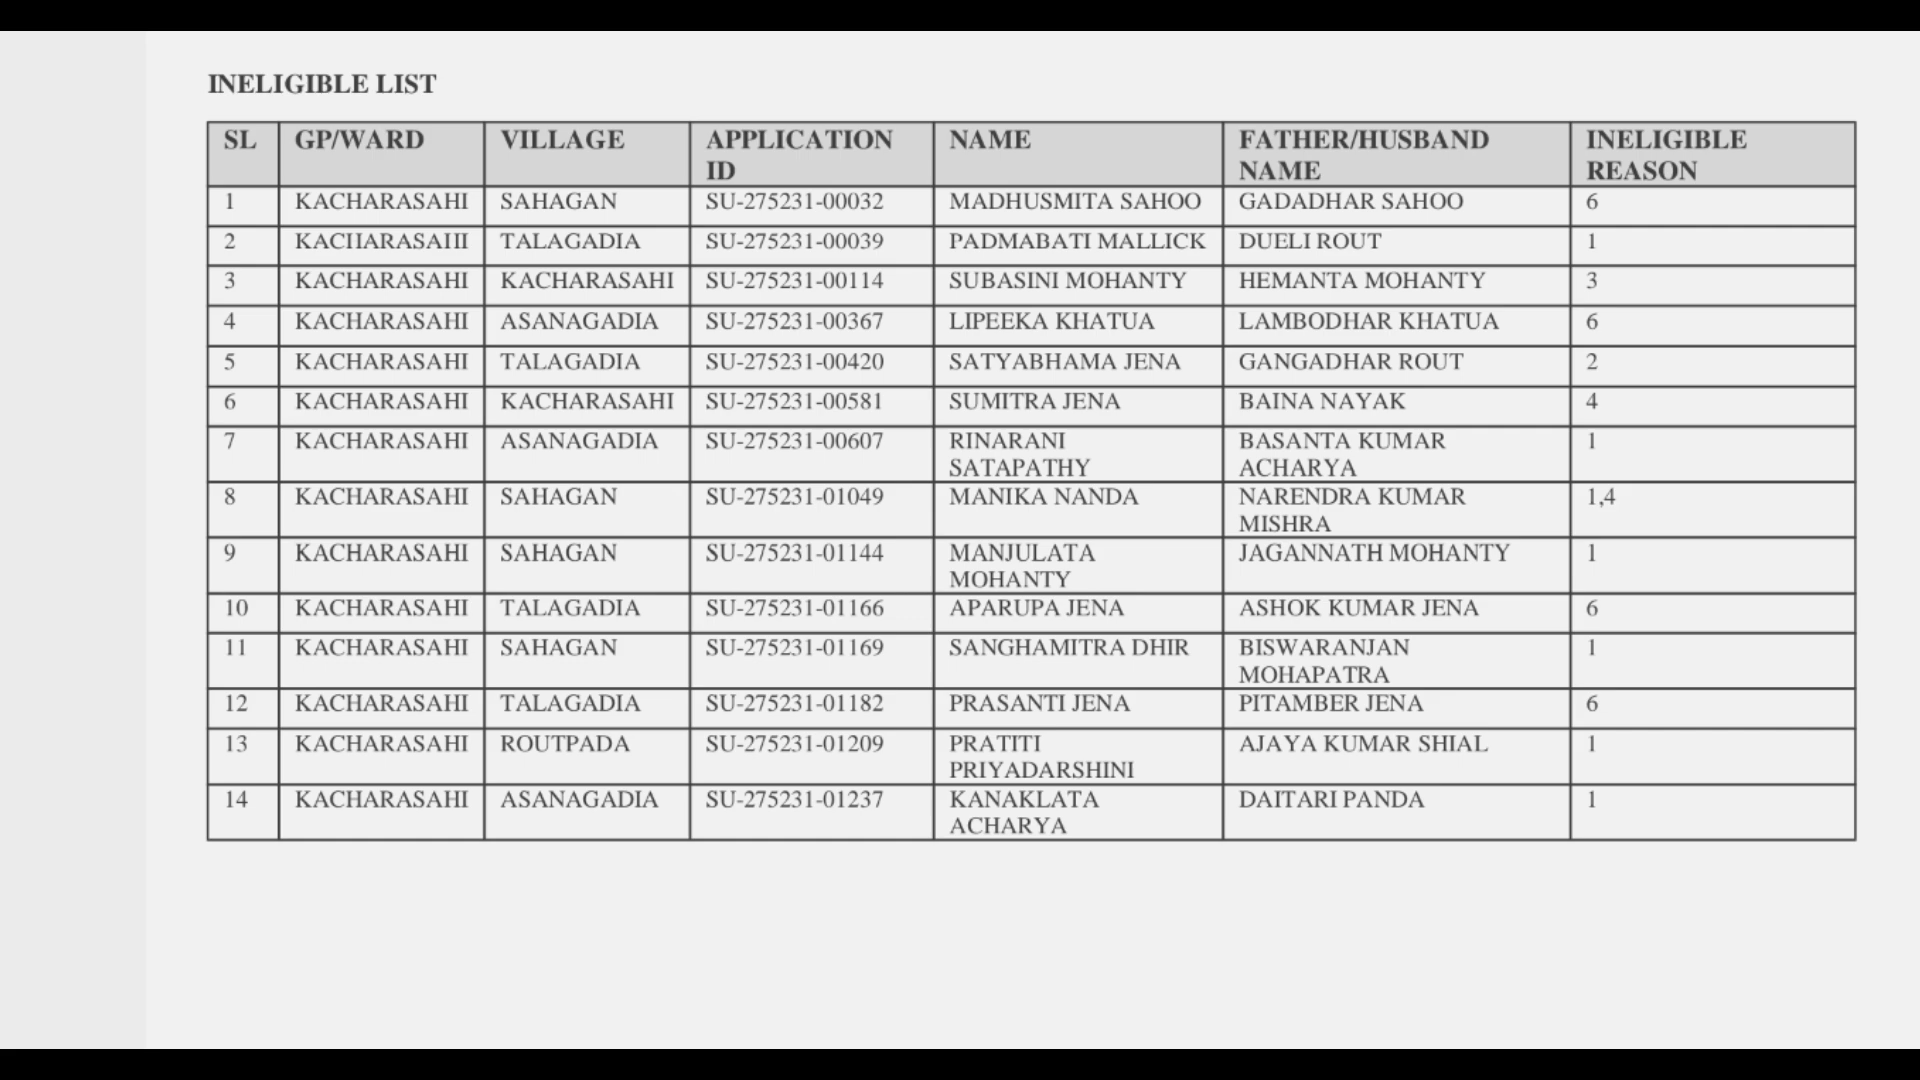 INELIGIBLE LIST
SL GP/WARD VILLAGE APPLICATION ID NAME FATHER/HUSBAND NAME INELIGIBLE REASON
1 KACHARASAHI SAHAGAN SU-275231-00032 MADHUSMITA SAHOO GADADHAR SAHOO 6
2 KACHARASAHI TALAGADIA SU-275231-00039 PADMABATI MALLICK DUELI ROUT 1
3 KACHARASAHI KACHARASAHI SU-275231-00114 SUBASINI MOHANTY HEMANTA MOHANTY 3
4 KACHARASAHI ASANAGADIA SU-275231-00367 LIPEEKA KHATUA LAMBODHAR KHATUA 6
5 KACHARASAHI TALAGADIA SU-275231-00420 SATYABHAMA JENA GANGADHAR ROUT 2
6 KACHARASAHI KACHARASAHI SU-275231-00581 SUMITRA JENA BAINA NAYAK 4
7 KACHARASAHI ASANAGADIA SU-275231-00607 RINARANI SATAPATHY BASANTA KUMAR ACHARYA 1
8 KACHARASAHI SAHAGAN SU-275231-01049 MANIKA NANDA NARENDRA KUMAR MISHRA 1,4
9 KACHARASAHI SAHAGAN SU-275231-01144 MANJULATA MOHANTY JAGANNATH MOHANTY 1
10 KACHARASAHI TALAGADIA SU-275231-01166 APARUPA JENA ASHOK KUMAR JENA 6
11 KACHARASAHI SAHAGAN SU-275231-01169 SANGHAMITRA DHIR BISWARANJAN MOHAPATRA 1
12 KACHARASAHI TALAGADIA SU-275231-01182 PRASANTI JENA PITAMBER JENA 6
13 KACHARASAHI ROUTPADA SU-275231-01209 PRATITI PRIYADARSHINI AJAYA KUMAR SHIAL 1
14 KACHARASAHI ASANAGADIA SU-275231-01237 KANAKLATA ACHARYA DAITARI PANDA 1